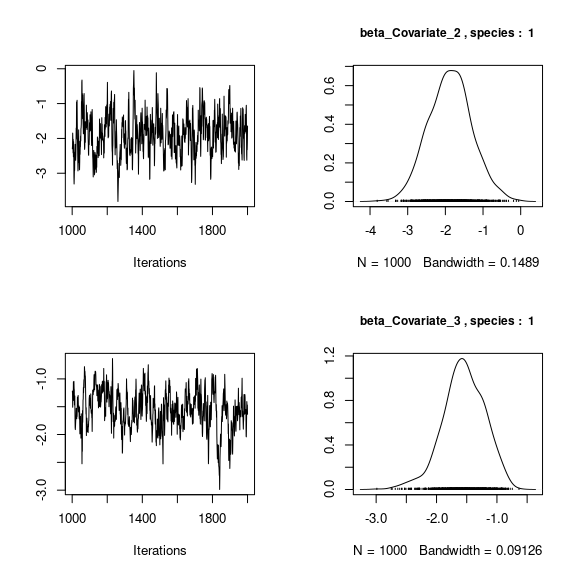 beta_Covariate_2 , species : 1
0
-1
-2
-3
1000 1400 1800
Iterations
0.6
0.4
0.2
0.0
-4 -3 -2 -1 0
N = 1000 Bandwidth = 0.1489
beta_Covariate_3 , species : 1
-1.0
-2.0
-3.0
1000 1400 1800
Iterations
1.2
0.8
0.4
0.0
-3.0 -2.0 -1.0
N = 1000 Bandwidth = 0.09126